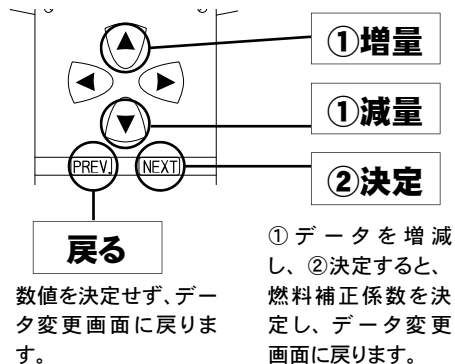 ①増量
①減量
PREV.
NEXT
②決定
戻る
数値を決定せず、デー
タ変更画面に戻りま
す。
①データを増減
し、②決定すると、
燃料補正係数を決
定し、データ変更
画面に戻ります。